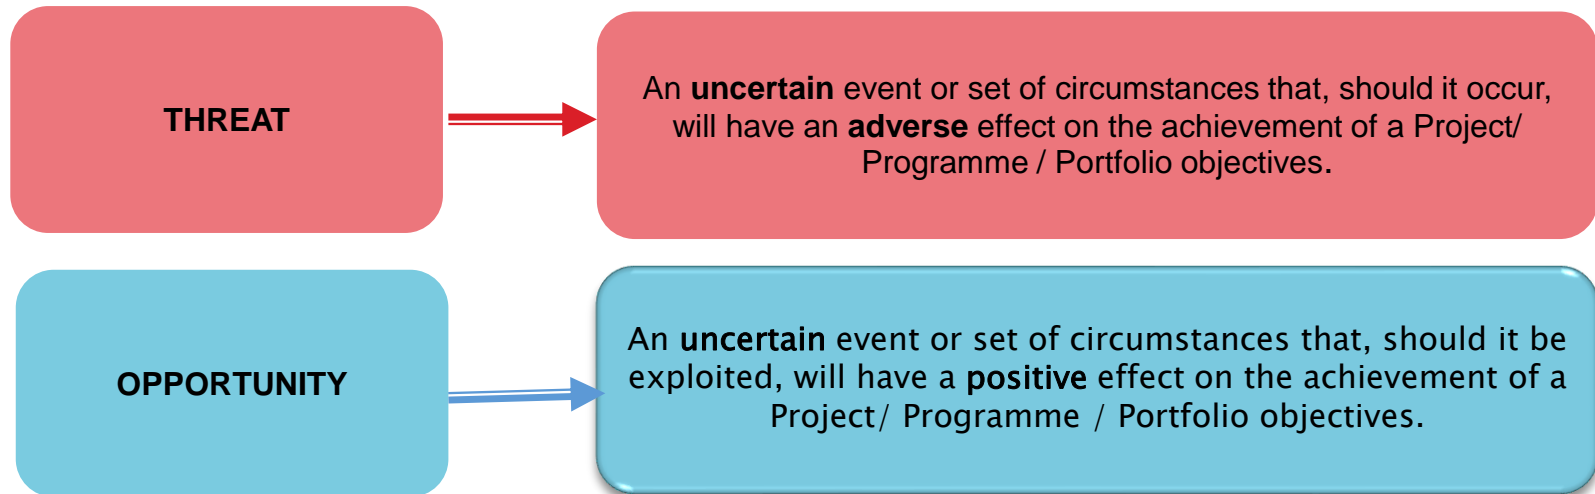 THREAT
An uncertain event or set of circumstances that, should it occur,
will have an adverse effect on the achievement of a Project/
Programme / Portfolio objectives.
OPPORTUNITY
An uncertain event or set of circumstances that, should it be
exploited, will have a positive effect on the achievement of a
Project/ Programme / Portfolio objectives.